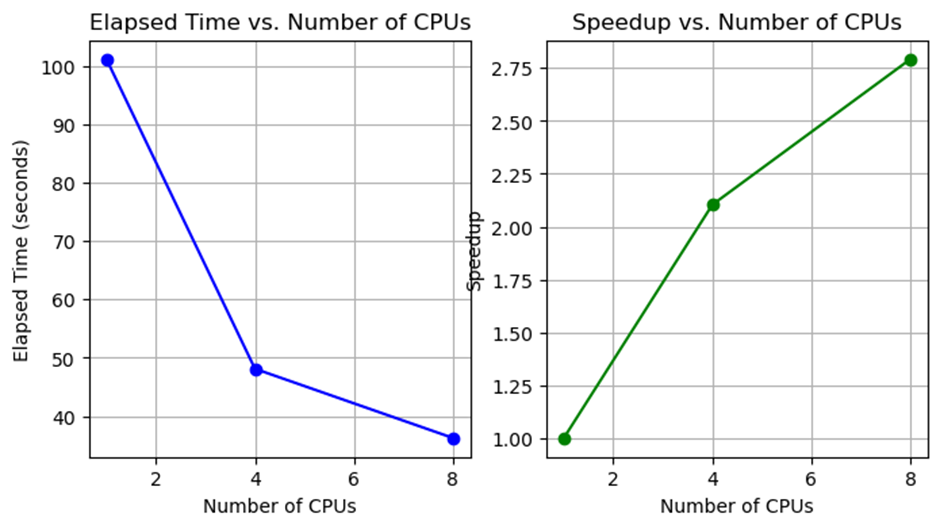 Elapsed Time vs. Number of CPUs
Elapsed Time (seconds)
100
90
80
70
60
50
40
2 4 6 8
Number of CPUs
Speedup vs. Number of CPUs
Speedup
2.75
2.50
2.25
2.00
1.75
1.50
1.25
1.00
2 4 6 8
Number of CPUs